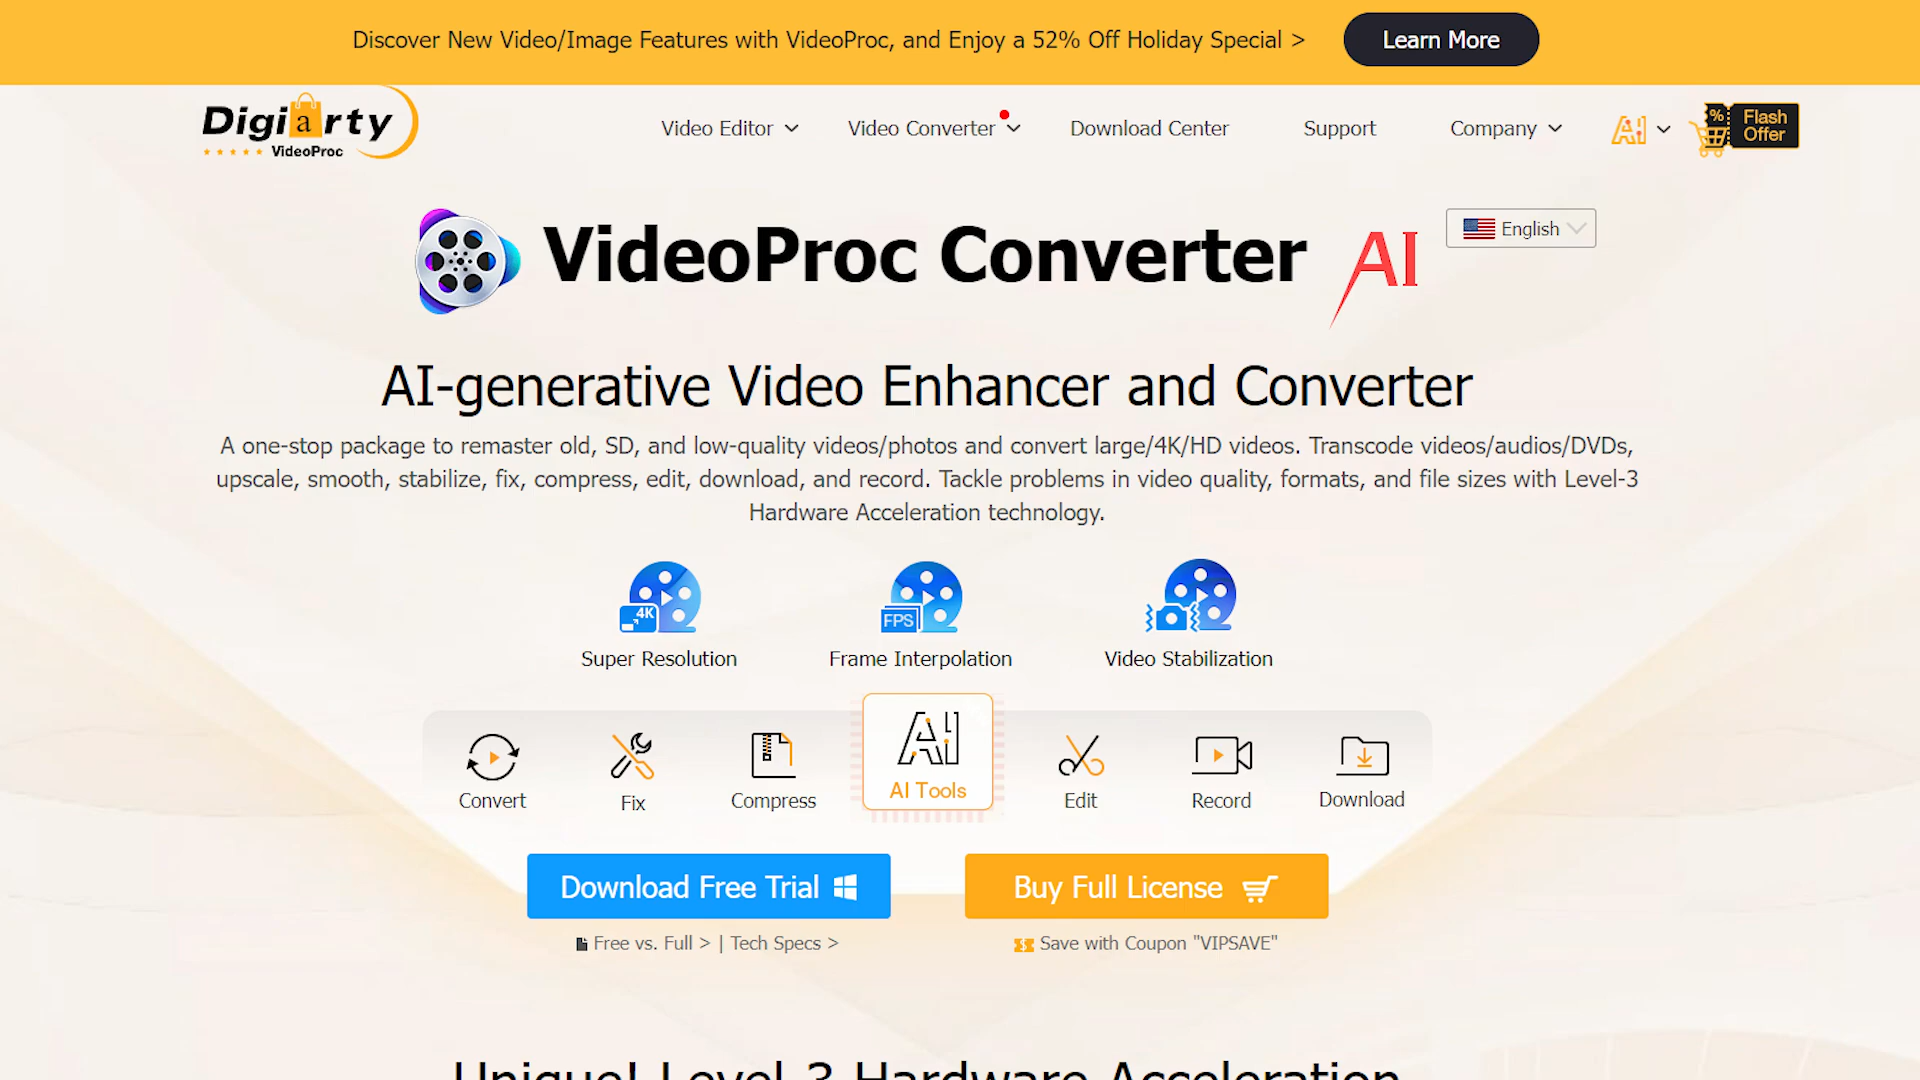 Discover New Video/Image Features with VideoProc, and Enjoy a 52% Off Holiday Special >
Learn More
Digiarty
VideoProc
Video Editor
Video Converter
Download Center
Support
Company
AI
%
Flash
Offer
VideoProc Converter AI
English
AI-generative Video Enhancer and Converter
A one-stop package to remaster old, SD, and low-quality videos/photos and convert large/4K/HD videos. Transcode videos/audios/DVDs,
upscale, smooth, stabilize, fix, compress, edit, download, and record. Tackle problems in video quality, formats, and file sizes with Level-3
Hardware Acceleration technology.
4K
FPS
Super Resolution
Frame Interpolation
Video Stabilization
AI
Convert
Fix
Compress
AI Tools
Edit
Record
Download
Download Free Trial
Buy Full License
Free vs. Full > | Tech Specs >
Save with Coupon "VIPSAVE"
Unique! Level-3 Hardware Acceleration